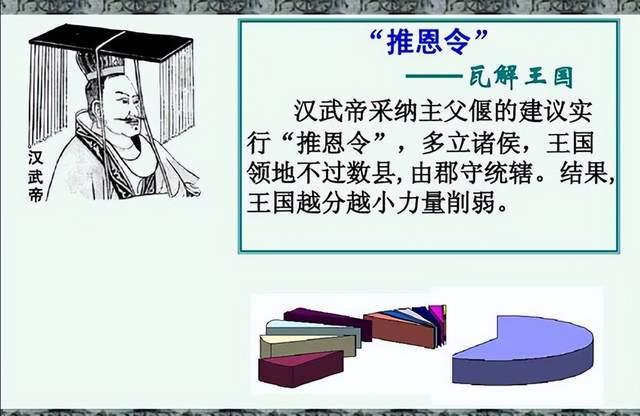 “推恩令”
——瓦解王国
汉武帝采纳主父偃的建议实
行“推恩令”，多立诸侯，王国
领地不过数县,由郡守统辖。结果,
王国越分越小力量削弱。
汉武帝